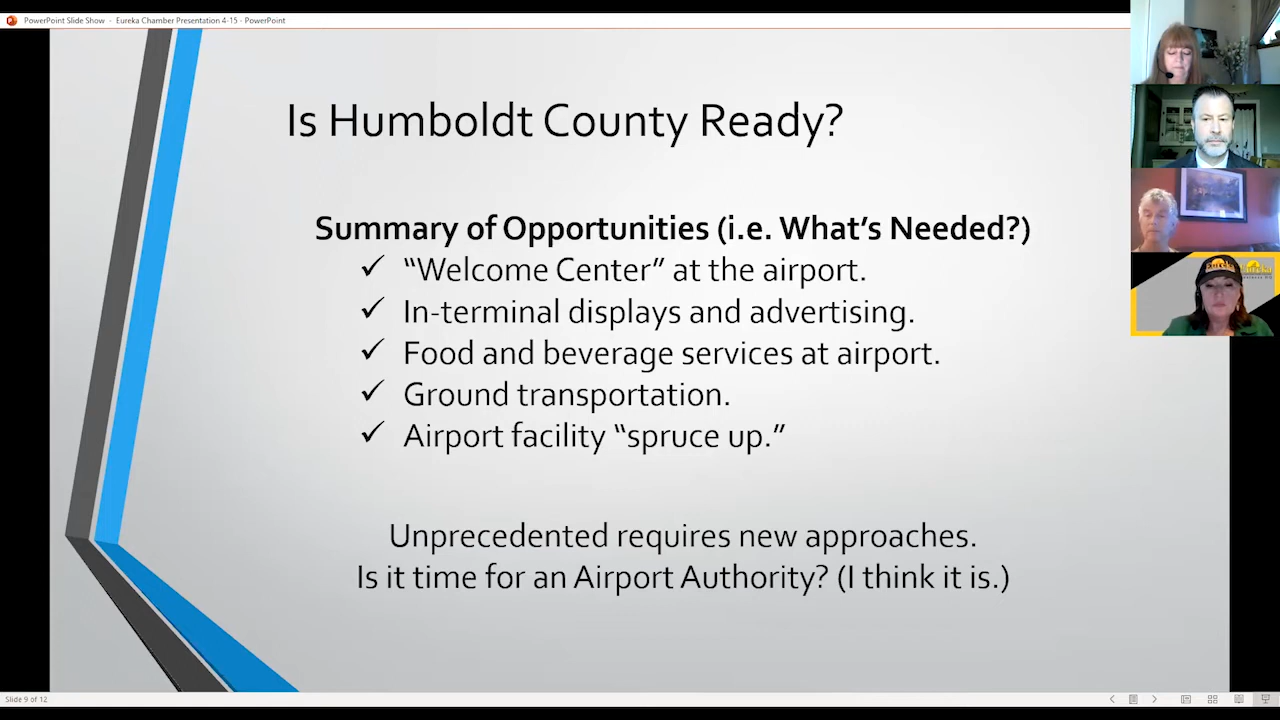 PowerPoint Slide Show - Eureka Chamber Presentation 4-15 - PowerPoint
Is Humboldt County Ready?
Summary of Opportunities (i.e. What's Needed?)
✓ “Welcome Center” at the airport.
✓ In-terminal displays and advertising.
✓ Food and beverage services at airport.
✓ Ground transportation.
✓ Airport facility “spruce up.”
Unprecedented requires new approaches.
Is it time for an Airport Authority? (I think it is.)
Eureka
Eureka
Slide 9 of 12